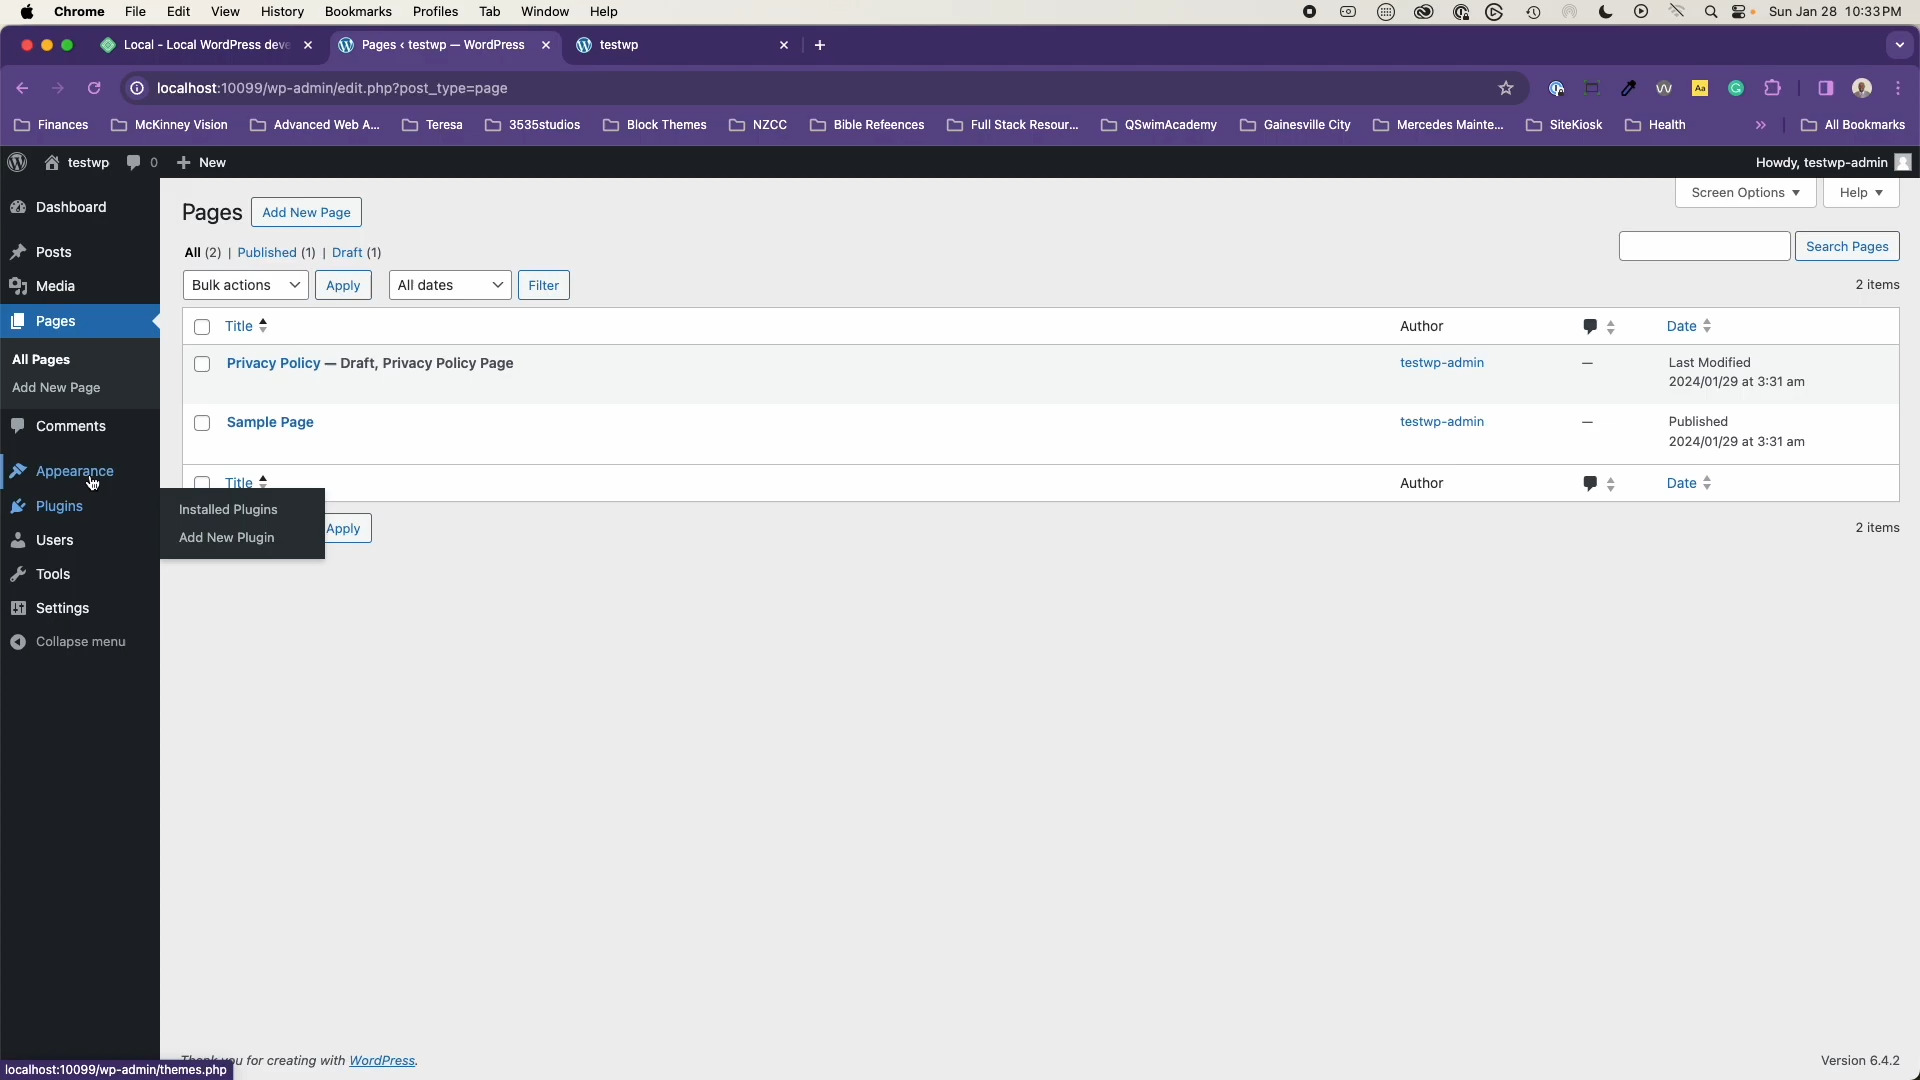 Chrome File Edit View History Bookmarks Profiles Tab Window Help Sun Jan 28 10:33 PM
Local - Local WordPress deve Pages ‹ testwp — WordPress testwp
localhost:10099/wp-admin/edit.php?post_type=page
Finances McKinney Vision Advanced Web A... Teresa 3535studios Block Themes NZCC Bible Refeences Full Stack Resour... QSwimAcademy Gainesville City Mercedes Mainte... SiteKiosk Health » All Bookmarks
testwp 0 + New Howdy, testwp-admin
Screen Options Help
Dashboard
Posts
Media
Pages
All Pages
Add New Page
Comments
Appearance
Plugins
Users
Tools
Settings
Collapse menu
Installed Plugins
Add New Plugin
Pages Add New Page
All (2) | Published (1) | Draft (1)
Search Pages
Bulk actions Apply All dates Filter 2 items
Title Author Date
Privacy Policy — Draft, Privacy Policy Page testwp-admin — Last Modified
2024/01/29 at 3:31 am
Sample Page testwp-admin — Published
2024/01/29 at 3:31 am
Title Author Date
Apply 2 items
Thank you for creating with WordPress. Version 6.4.2
localhost:10099/wp-admin/themes.php